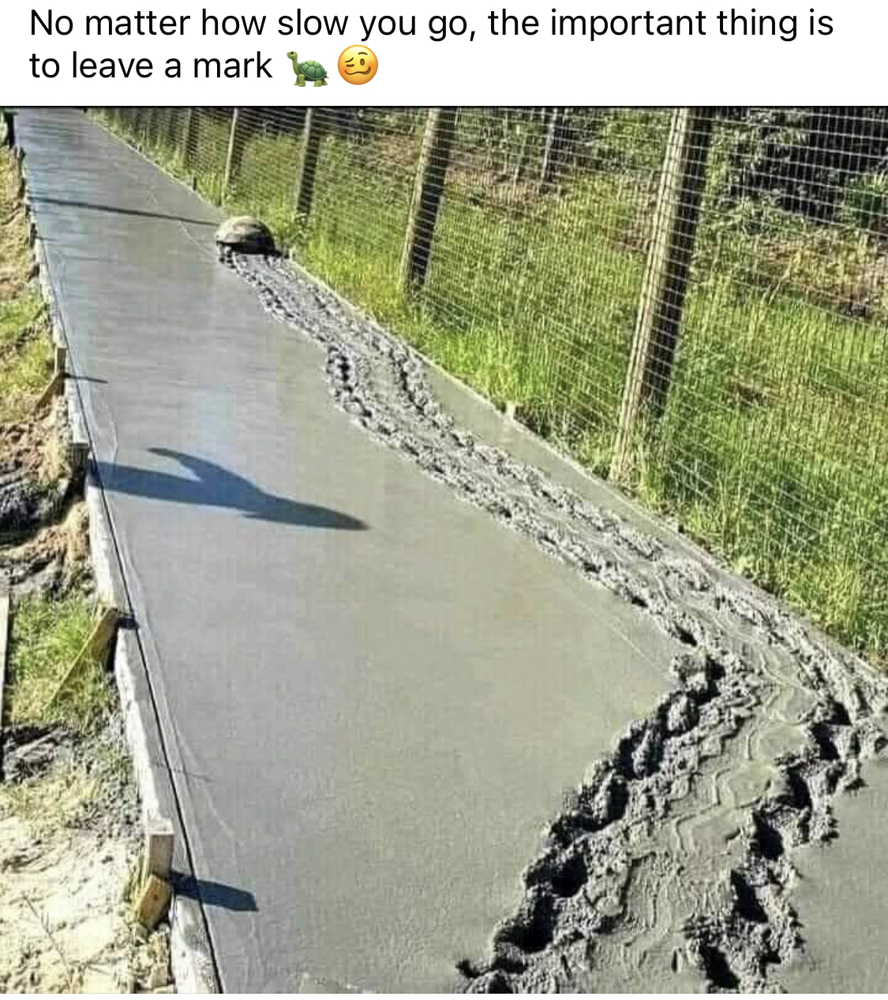 No matter how slow you go, the important thing is
to leave a mark 🐢🥴